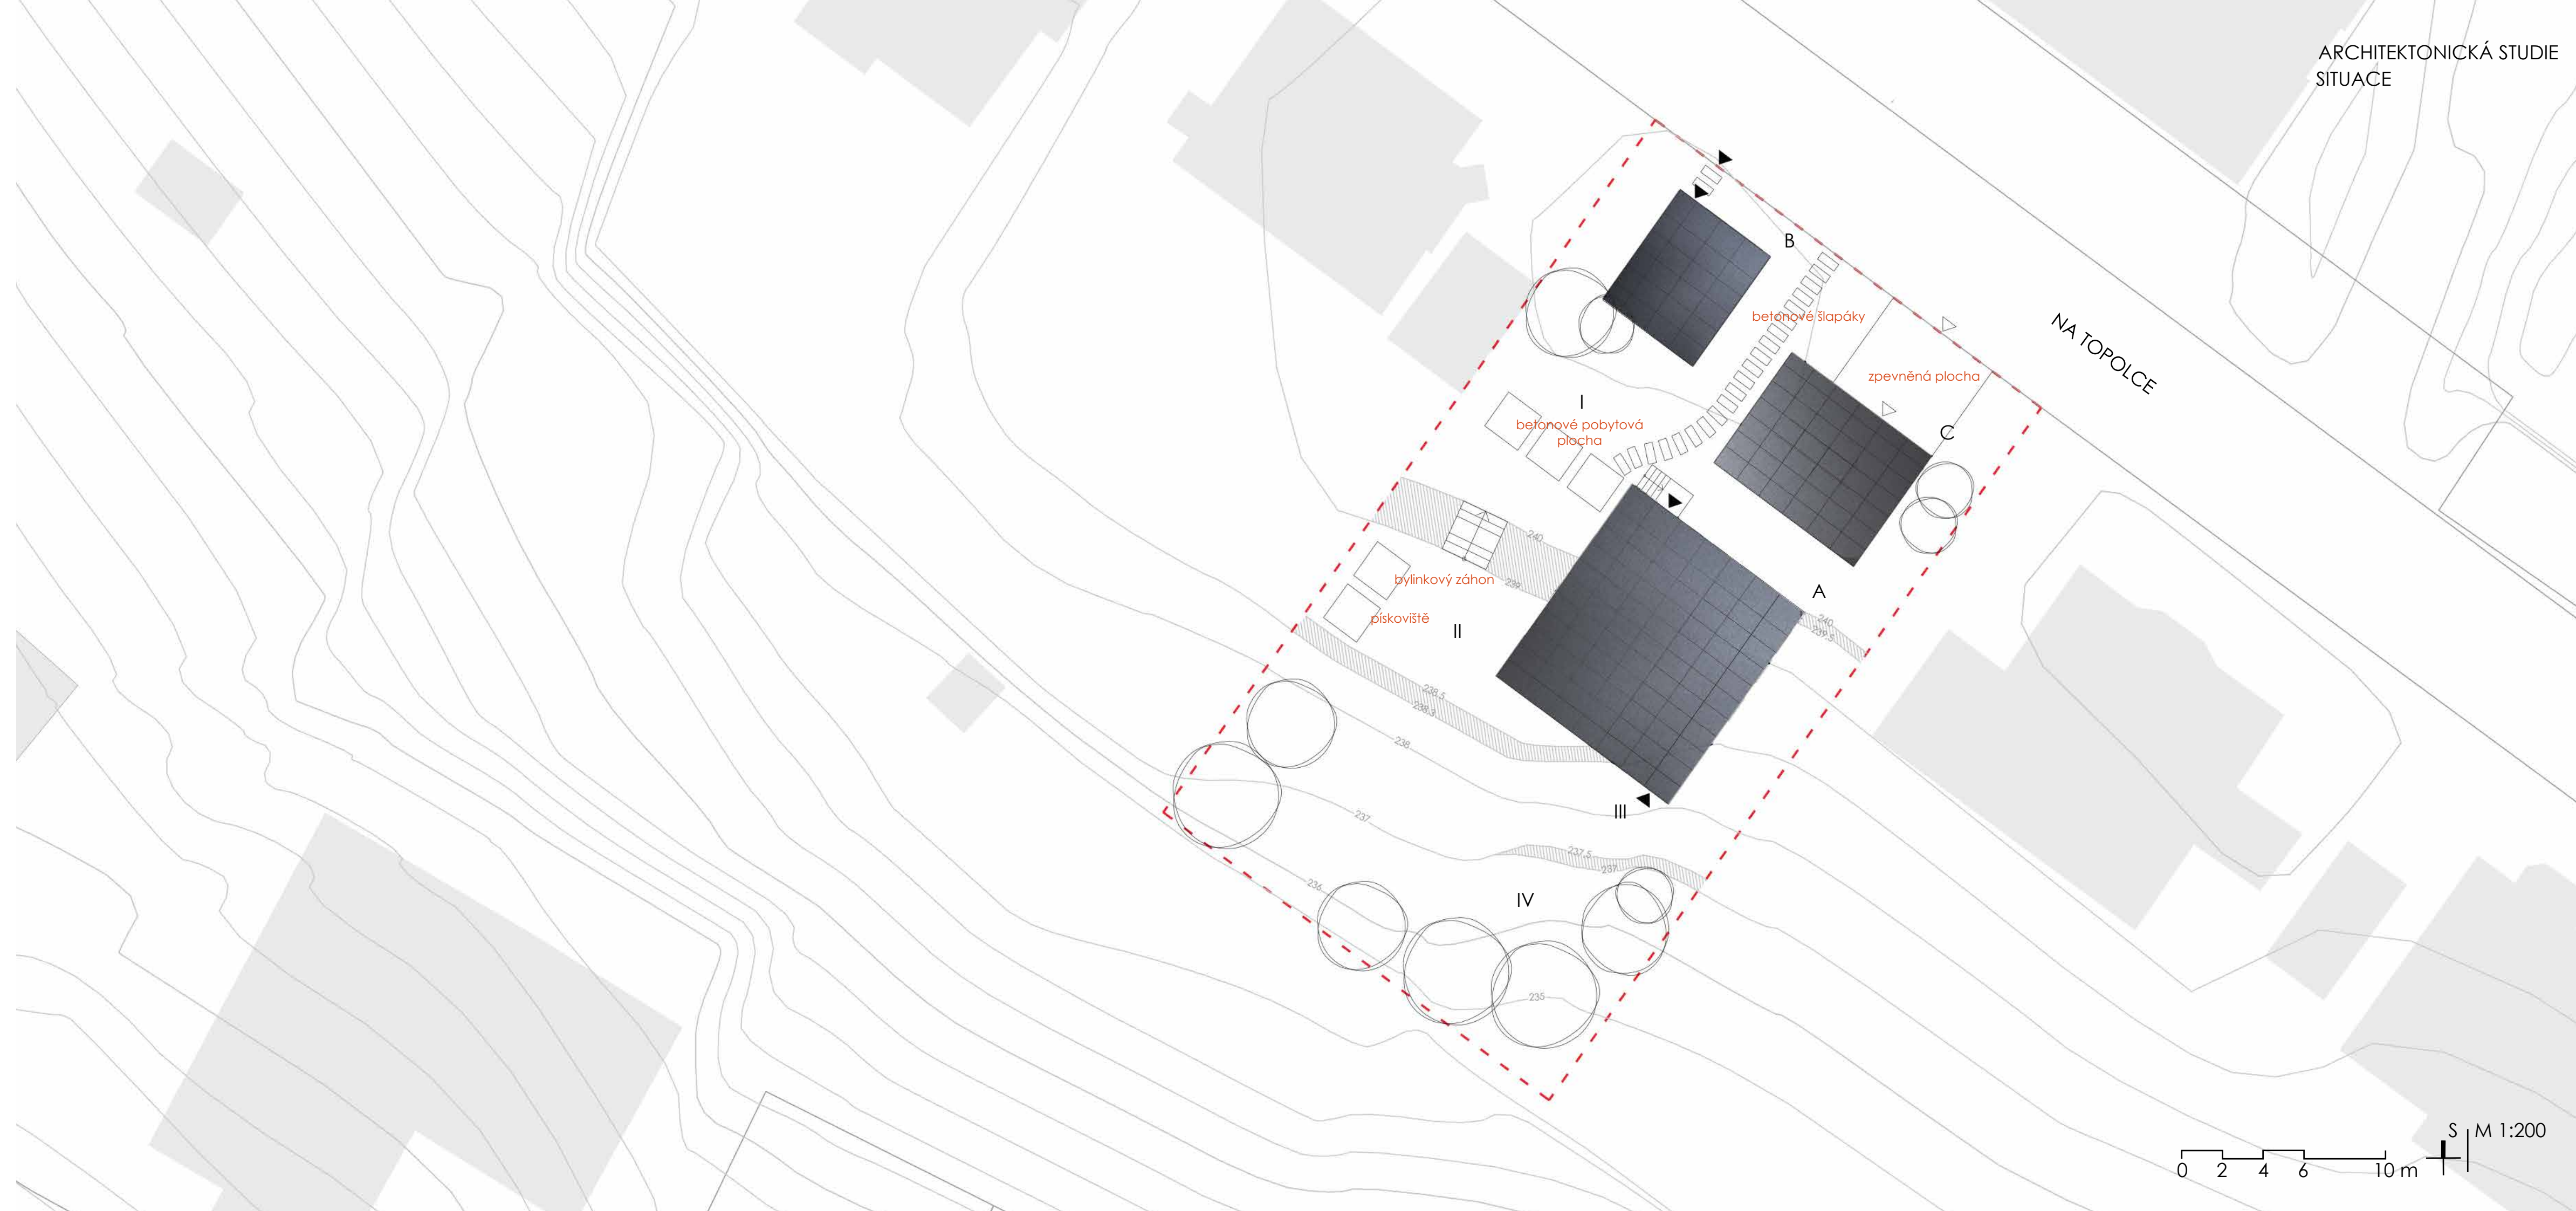 ARCHITEKTONICKÁ STUDIE
SITUACE
B
betonové šlapáky
NA TOPOLCE
zpevněná plocha
I
betonové pobytová
plocha
C
240
239
bylinkový záhon
A
pískoviště
240
239.5
II
238.5
238.3
238
III
237
237.5
237
236
IV
235
S
M 1:200
0 2 4 6 10 m